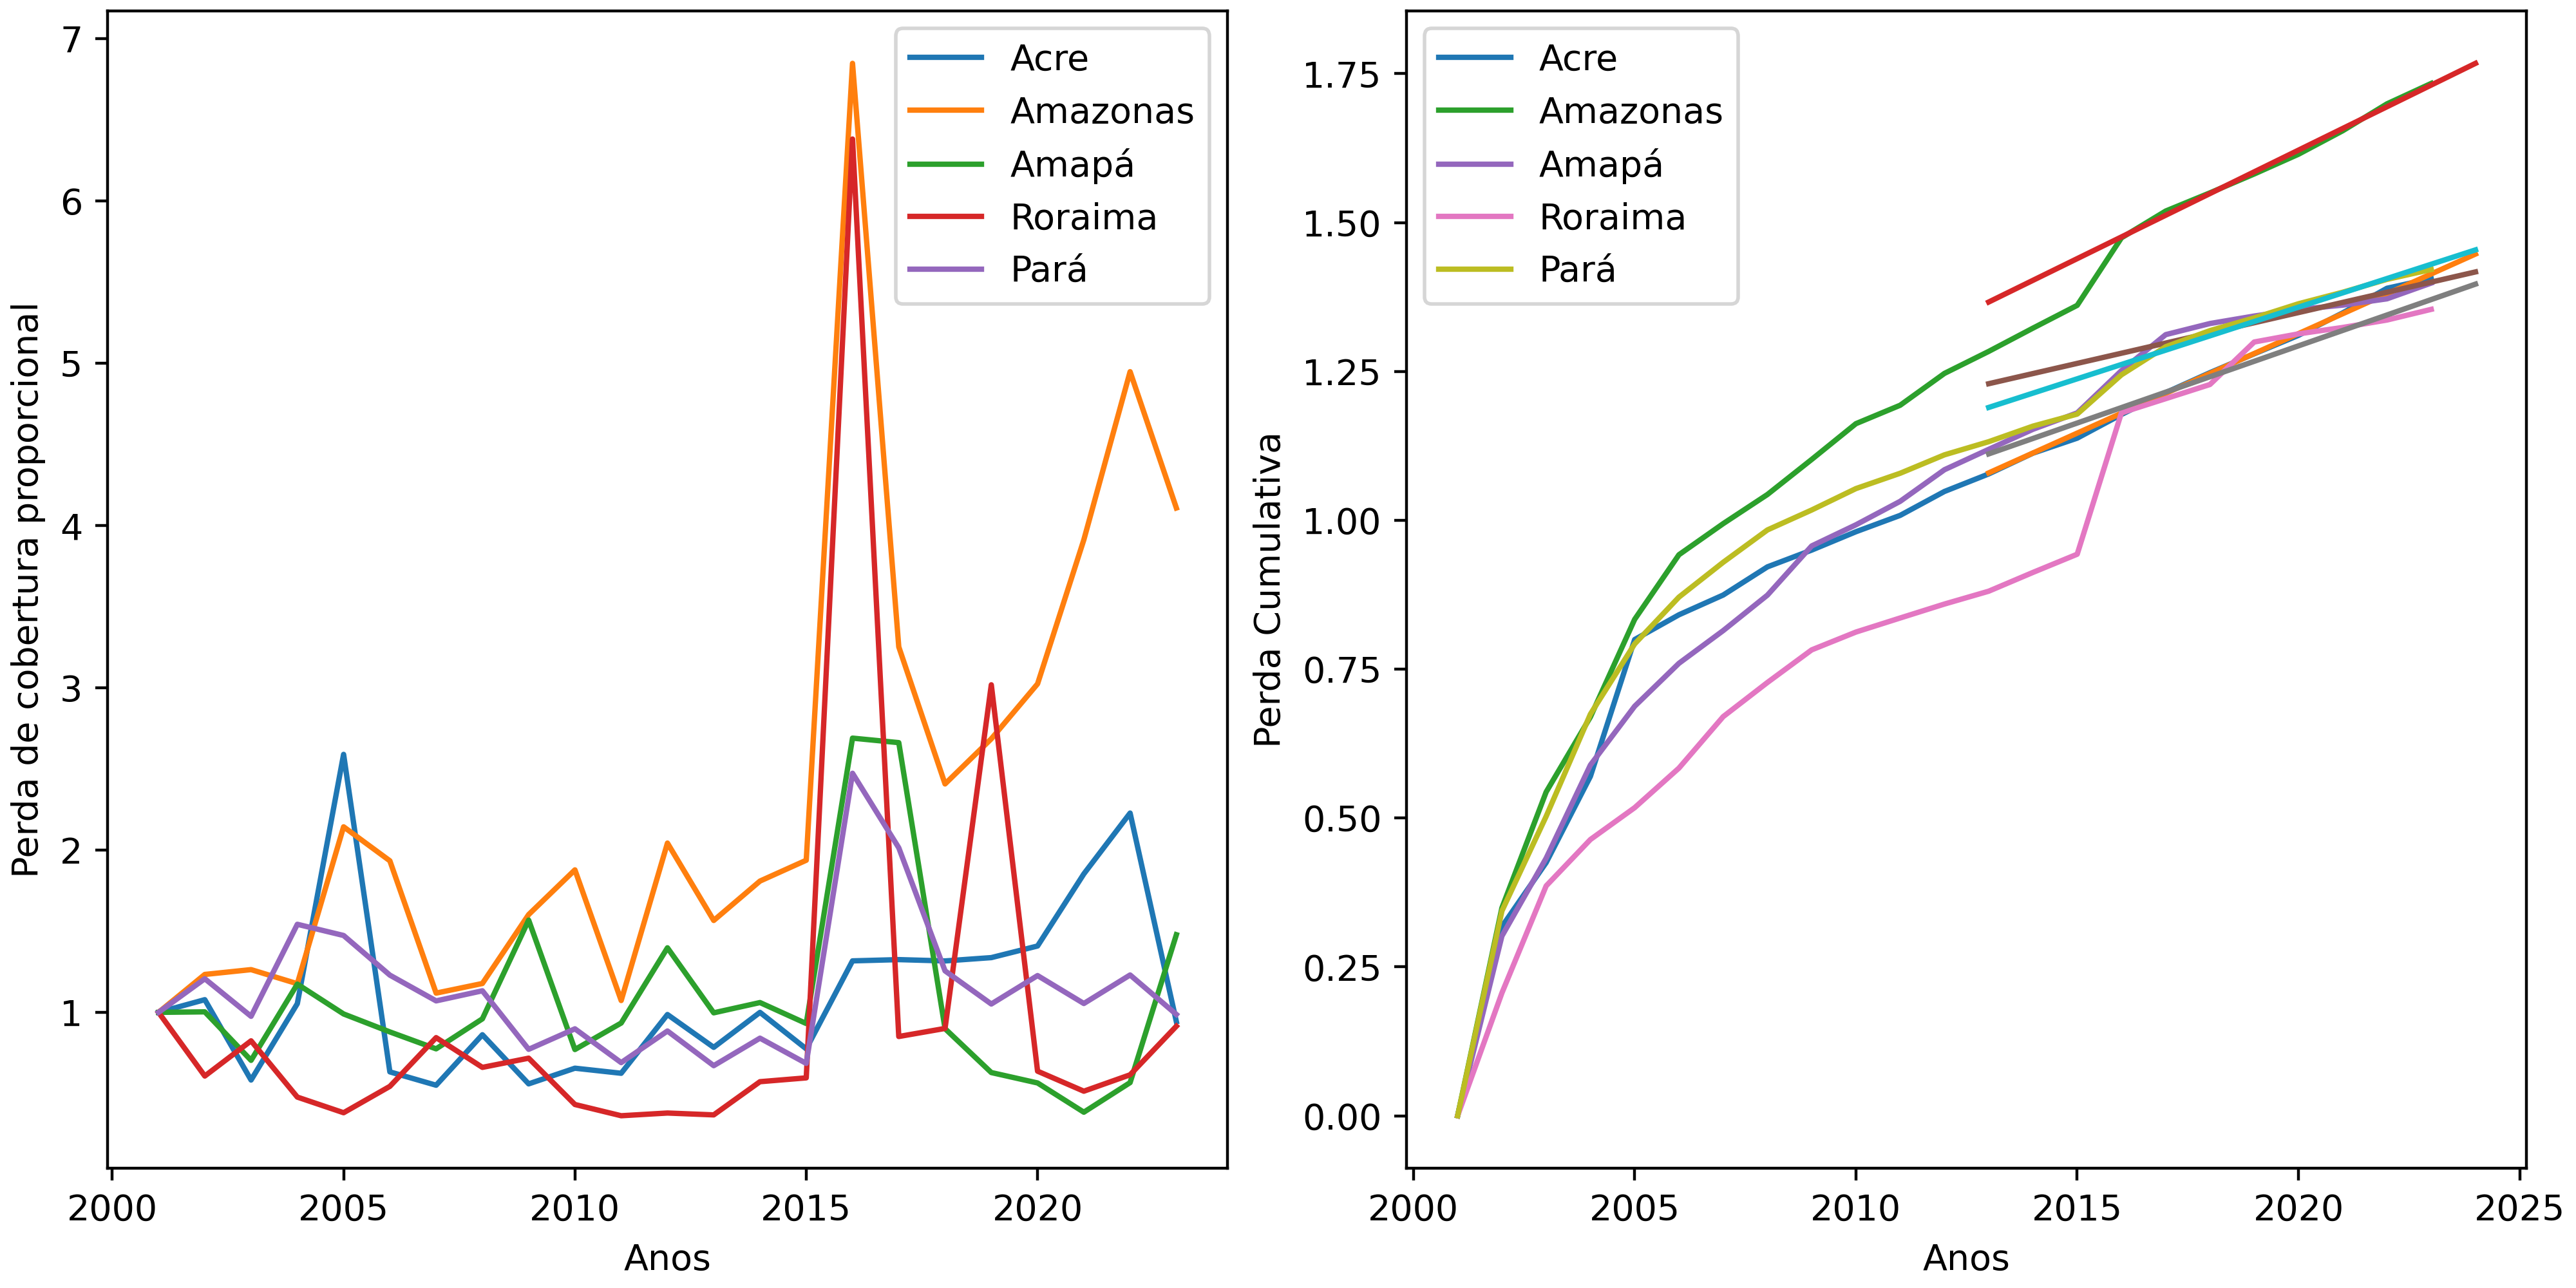 Perda de cobertura proporcional
7
6
5
4
3
2
1
2000 2005 2010 2015 2020
Anos
Acre
Amazonas
Amapá
Roraima
Pará
Perda Cumulativa
1.75
1.50
1.25
1.00
0.75
0.50
0.25
0.00
2000 2005 2010 2015 2020 2025
Anos
Acre
Amazonas
Amapá
Roraima
Pará